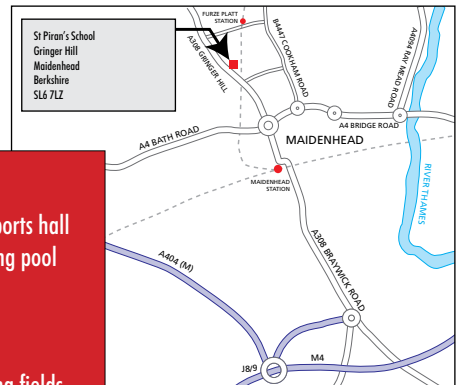 St Piran's School
Gringer Hill
Maidenhead
Berkshire
SL6 7LZ
FURZE PLATT
STATION
A308 GRINGER HILL
B4447 COOKHAM ROAD
A4094 RAY MEAD ROAD
A4 BRIDGE ROAD
A4 BATH ROAD
MAIDENHEAD
MAIDENHEAD
STATION
RIVER THAMES
ports hall
ng pool
A404 (M)
A308 BRAYWICK ROAD
J8/9
M4
ng fields